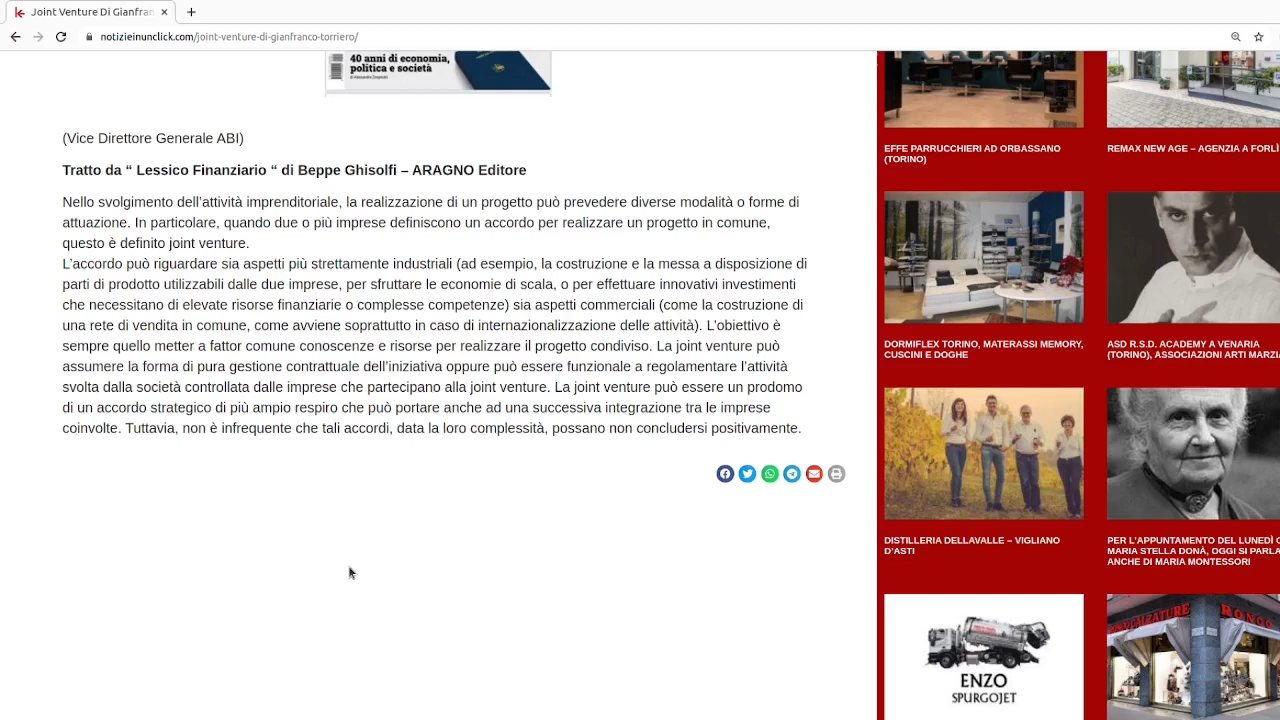 Joint Venture Di Gianfran
notizieinunclick.com/joint-venture-di-gianfranco-torriero/
40 anni di economia,
politica e società
(Vice Direttore Generale ABI)
Tratto da “ Lessico Finanziario “ di Beppe Ghisolfi – ARAGNO Editore
Nello svolgimento dell’attività imprenditoriale, la realizzazione di un progetto può prevedere diverse modalità o forme di
attuazione. In particolare, quando due o più imprese definiscono un accordo per realizzare un progetto in comune,
questo è definito joint venture.
L’accordo può riguardare sia aspetti più strettamente industriali (ad esempio, la costruzione e la messa a disposizione di
parti di prodotto utilizzabili dalle due imprese, per sfruttare le economie di scala, o per effettuare innovativi investimenti
che necessitano di elevate risorse finanziarie o complesse competenze) sia aspetti commerciali (come la costruzione di
una rete di vendita in comune, come avviene soprattutto in caso di internazionalizzazione delle attività). L’obiettivo è
sempre quello metter a fattor comune conoscenze e risorse per realizzare il progetto condiviso. La joint venture può
assumere la forma di pura gestione contrattuale dell’iniziativa oppure può essere funzionale a regolamentare l’attività
svolta dalla società controllata dalle imprese che partecipano alla joint venture. La joint venture può essere un prodomo
di un accordo strategico di più ampio respiro che può portare anche ad una successiva integrazione tra le imprese
coinvolte. Tuttavia, non è infrequente che tali accordi, data la loro complessità, possano non concludersi positivamente.
EFFE PARRUCCHIERI AD ORBASSANO
(TORINO)
REMAX NEW AGE – AGENZIA A FORLÌ
DORMIFLEX TORINO, MATERASSI MEMORY,
CUSCINI E DOGHE
ASD R.S.D. ACADEMY A VENARIA
(TORINO), ASSOCIAZIONI ARTI MARZIA
DISTILLERIA DELLAVALLE – VIGLIANO
D’ASTI
PER L’APPUNTAMENTO DEL LUNEDÌ C
MARIA STELLA DONÀ, OGGI SI PARLA
ANCHE DI MARIA MONTESSORI
ENZO
SPURGOJET
RONCO